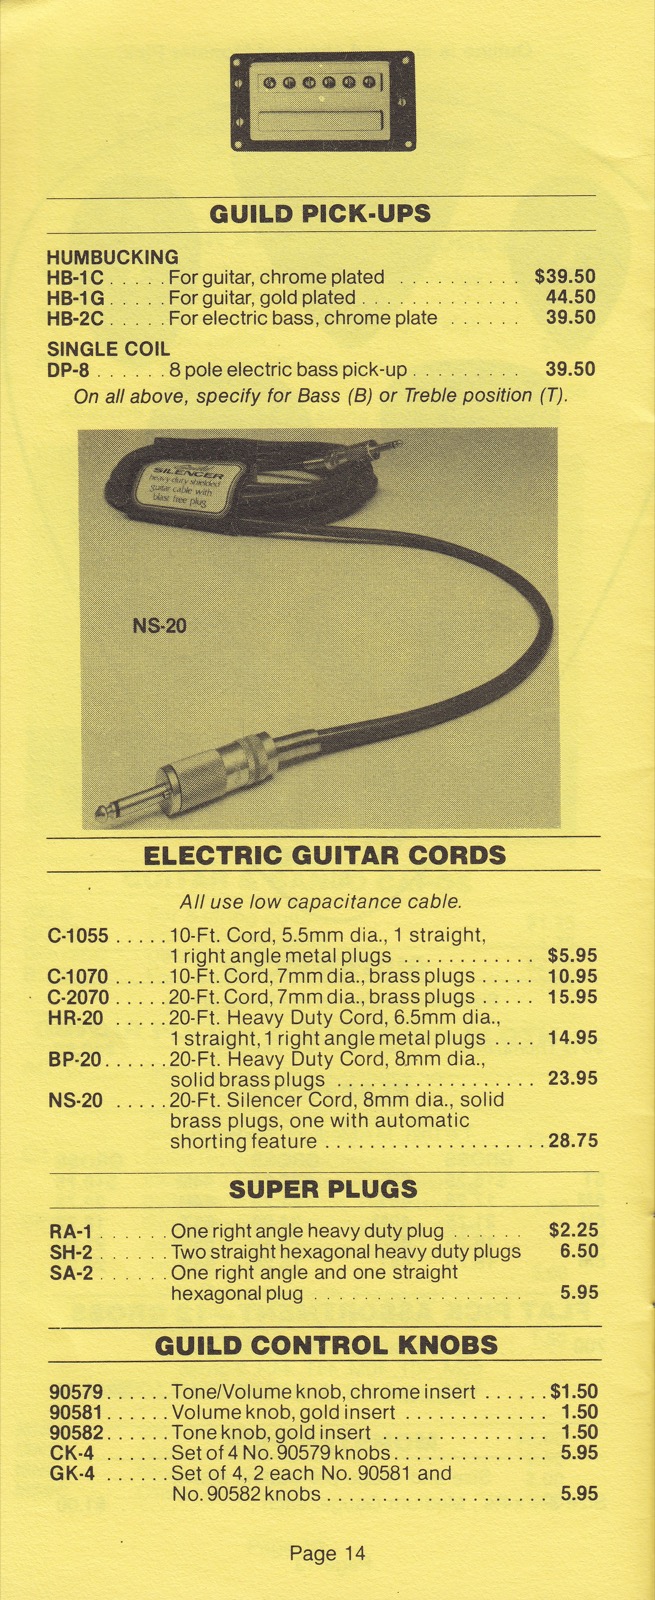 GUILD PICK-UPS
HUMBUCKING
HB-1C . . . . . For guitar, chrome plated . . . . . . . . . . $39.50
HB-1G . . . . . For guitar, gold plated . . . . . . . . . . . . . 44.50
HB-2C . . . . . For electric bass, chrome plate . . . . . . 39.50
SINGLE COIL
DP-8 . . . . . . 8 pole electric bass pick-up . . . . . . . . . 39.50
On all above, specify for Bass (B) or Treble position (T).
Guild
SILENCER
heavy duty shielded
guitar cable with
blast free plug
NS-20
ELECTRIC GUITAR CORDS
All use low capacitance cable.
C-1055 . . . . . 10-Ft. Cord, 5.5mm dia., 1 straight,
1 right angle metal plugs . . . . . . . . . . . . $5.95
C-1070 . . . . . 10-Ft. Cord, 7mm dia., brass plugs . . . . . 10.95
C-2070 . . . . . 20-Ft. Cord, 7mm dia., brass plugs . . . . . 15.95
HR-20 . . . . . 20-Ft. Heavy Duty Cord, 6.5mm dia.,
1 straight, 1 right angle metal plugs . . . . 14.95
BP-20 . . . . . . 20-Ft. Heavy Duty Cord, 8mm dia.,
solid brass plugs . . . . . . . . . . . . . . . . . . 23.95
NS-20 . . . . . 20-Ft. Silencer Cord, 8mm dia., solid
brass plugs, one with automatic
shorting feature . . . . . . . . . . . . . . . . . . . . 28.75
SUPER PLUGS
RA-1 . . . . . . One right angle heavy duty plug . . . . . . $2.25
SH-2 . . . . . . Two straight hexagonal heavy duty plugs 6.50
SA-2 . . . . . . One right angle and one straight
hexagonal plug . . . . . . . . . . . . . . . . . . 5.95
GUILD CONTROL KNOBS
90579 . . . . . . Tone/Volume knob, chrome insert . . . . . . $1.50
90581 . . . . . . Volume knob, gold insert . . . . . . . . . . . . . 1.50
90582 . . . . . . Tone knob, gold insert . . . . . . . . . . . . . . . 1.50
CK-4 . . . . . . Set of 4 No. 90579 knobs . . . . . . . . . . . . . . 5.95
GK-4 . . . . . . Set of 4, 2 each No. 90581 and
No. 90582 knobs . . . . . . . . . . . . . . . . . . . . 5.95
Page 14